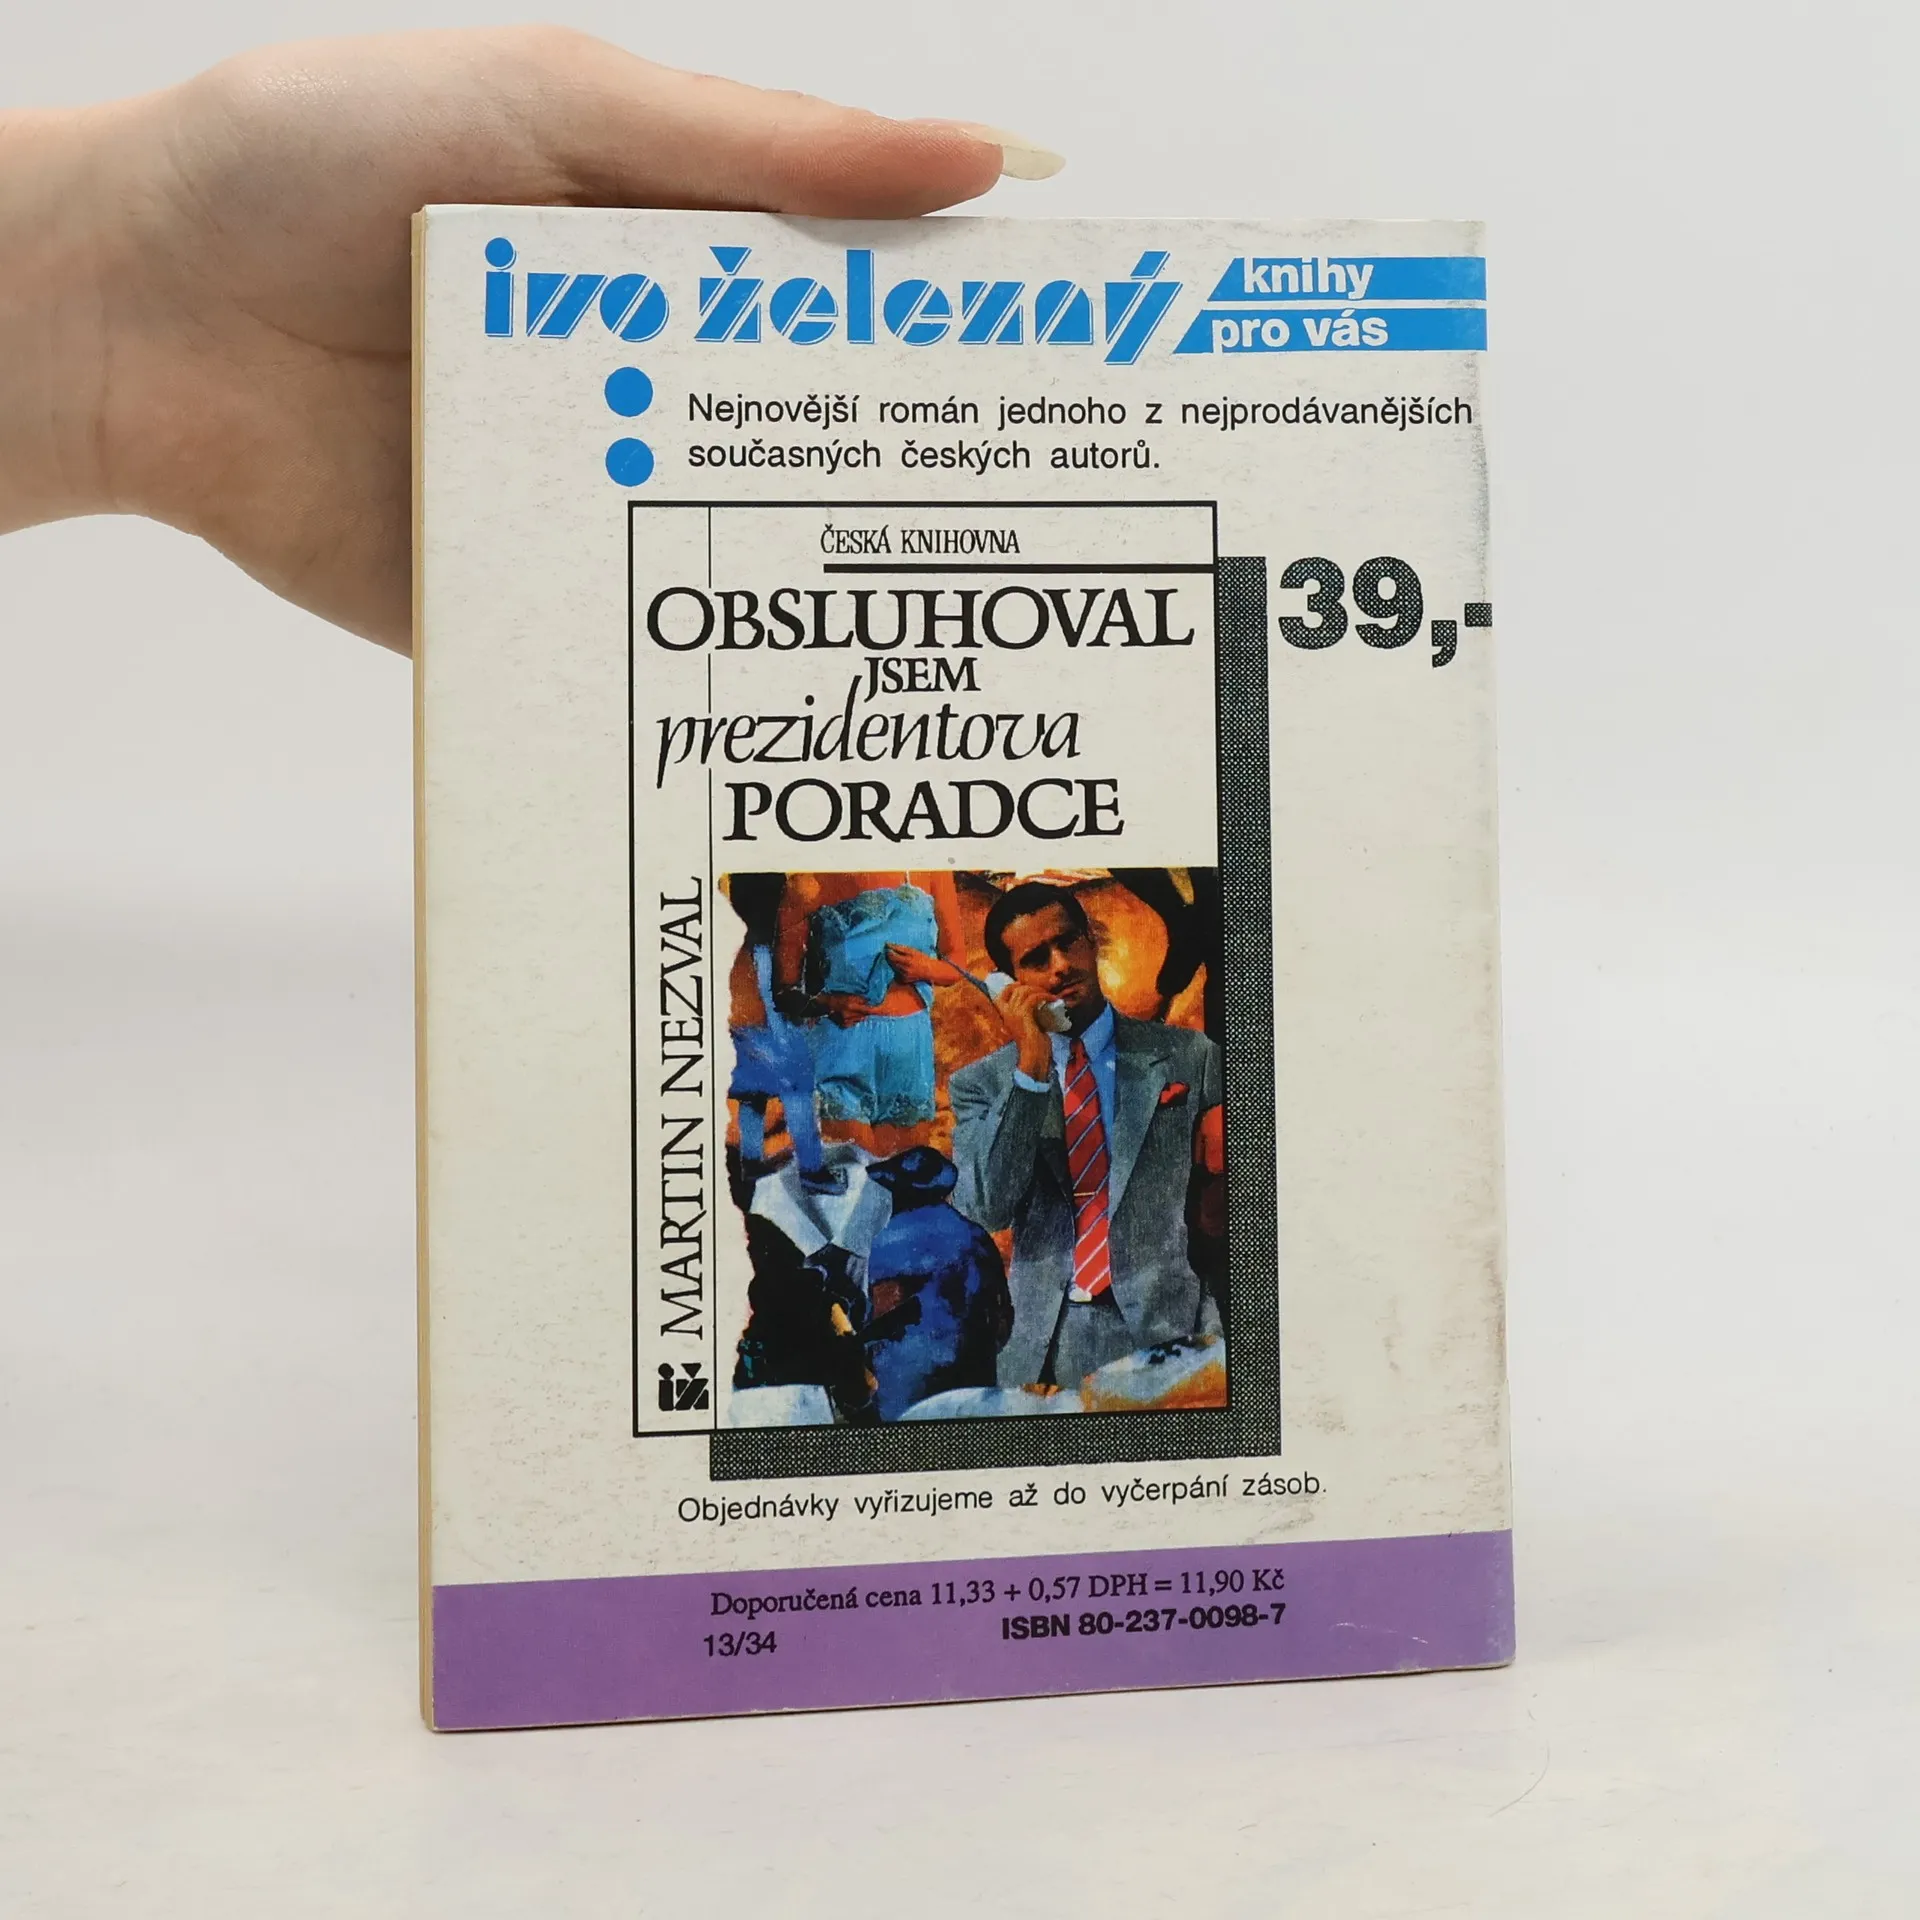 ivo železný
knihy
pro vás
Nejnovější román jednoho z nejprodávanějších
současných českých autorů.
ČESKÁ KNIHOVNA
OBSLUHOVAL
JSEM
prezidentova
PORADCE
39,-
MARTIN NEZVAL
iž
Objednávky vyřizujeme až do vyčerpání zásob.
Doporučená cena 11,33 + 0,57 DPH = 11,90 Kč
ISBN 80-237-0098-7
13/34